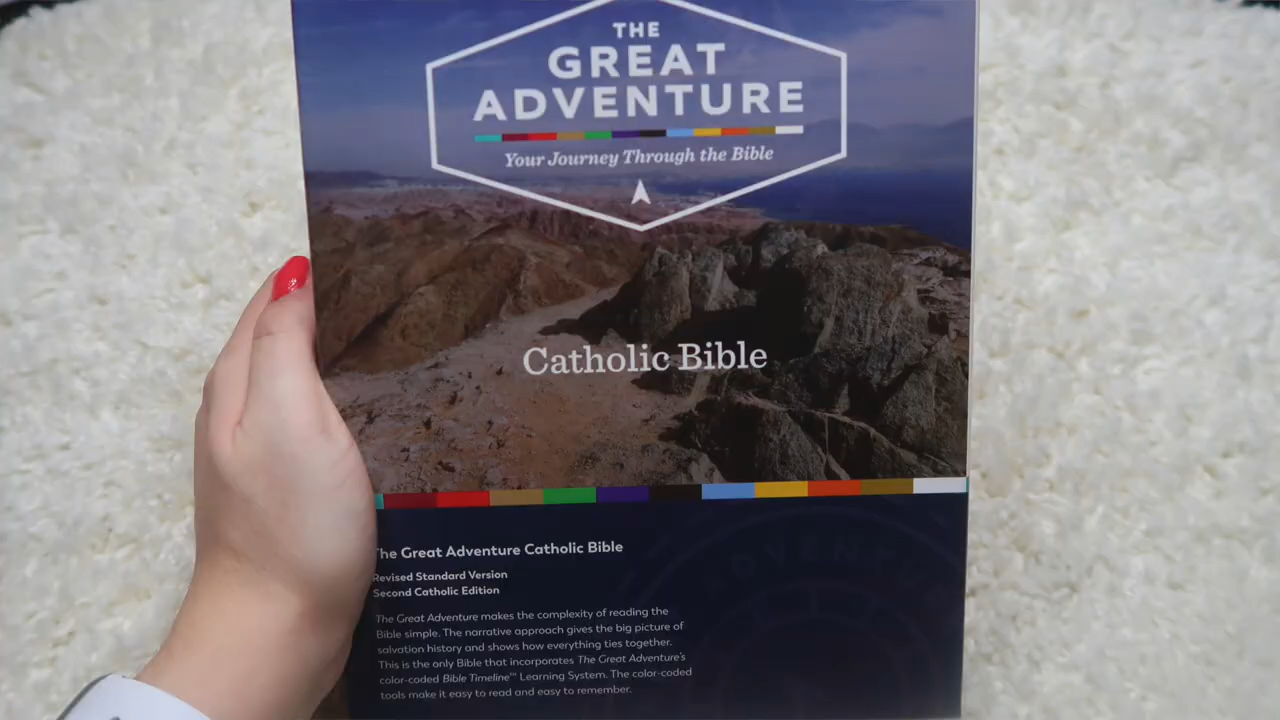 THE
GREAT
ADVENTURE
Your Journey Through the Bible
Catholic Bible
The Great Adventure Catholic Bible
Revised Standard Version
Second Catholic Edition
The Great Adventure makes the complexity of reading the
Bible simple. The narrative approach gives the big picture of
salvation history and shows how everything ties together.
This is the only Bible that incorporates The Great Adventure's
color-coded Bible Timeline™ Learning System. The color-coded
tools make it easy to read and easy to remember.